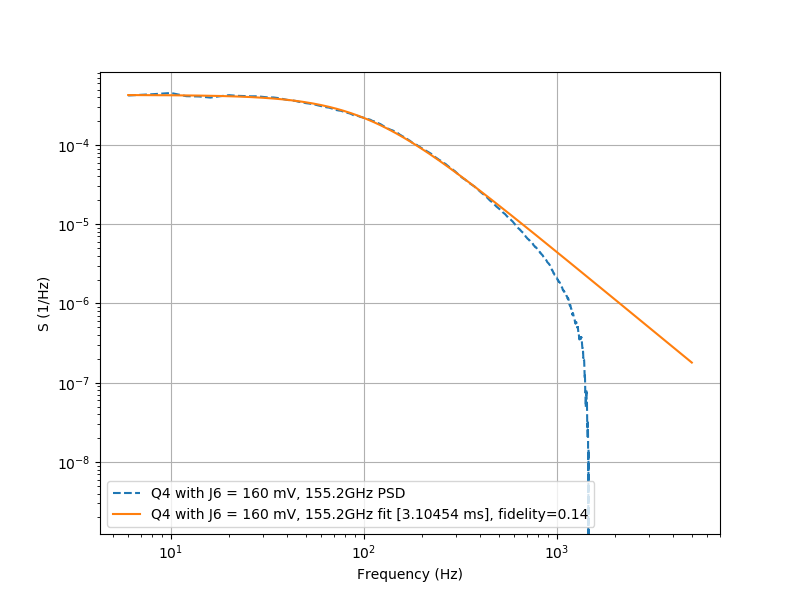 10⁻⁴
10⁻⁵
10⁻⁶
10⁻⁷
10⁻⁸
S (1/Hz)
Q4 with J6 = 160 mV, 155.2GHz PSD
Q4 with J6 = 160 mV, 155.2GHz fit [3.10454 ms], fidelity=0.14
10¹ 10² 10³
Frequency (Hz)